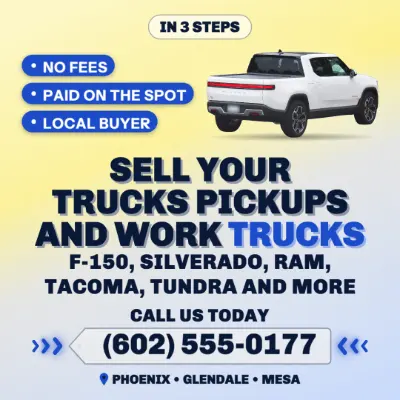 IN 3 STEPS
• NO FEES
• PAID ON THE SPOT
• LOCAL BUYER
SELL YOUR
TRUCKS PICKUPS
AND WORK TRUCKS
F-150, SILVERADO, RAM,
TACOMA, TUNDRA AND MORE
CALL US TODAY
(602) 555-0177
PHOENIX • GLENDALE • MESA